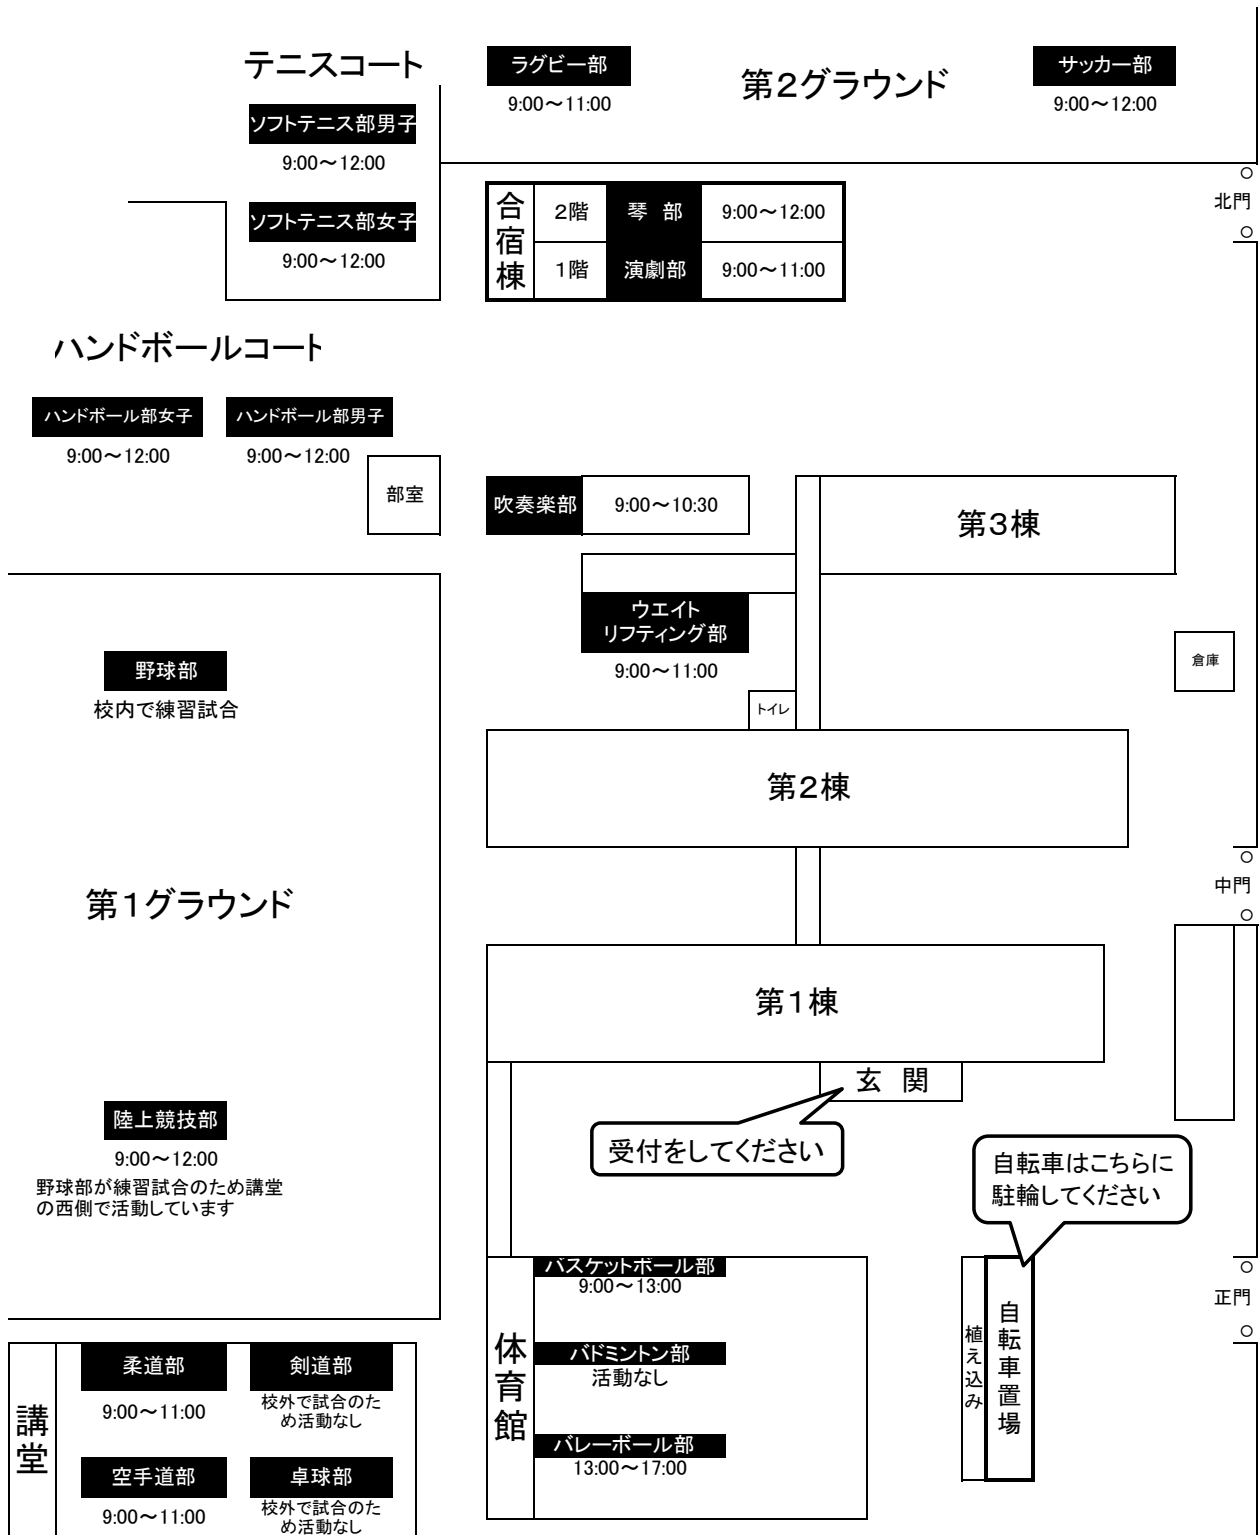 テニスコート
ラグビー部
9:00～11:00
第２グラウンド
サッカー部
9:00～12:00
ソフトテニス部男子
9:00～12:00
ソフトテニス部女子
9:00～12:00
合宿棟
２階
琴 部
9:00～12:00
１階
演劇部
9:00～11:00
北門
ハンドボールコート
ハンドボール部女子
9:00～12:00
ハンドボール部男子
9:00～12:00
部室
吹奏楽部
9:00～10:30
第３棟
ウエイト
リフティング部
9:00～11:00
倉庫
トイレ
野球部
校内で練習試合
第２棟
中門
第１グラウンド
第１棟
玄 関
受付をしてください
自転車はこちらに
駐輪してください
陸上競技部
9:00～12:00
野球部が練習試合のため講堂
の西側で活動しています
体育館
バスケットボール部
9:00～13:00
バドミントン部
活動なし
バレーボール部
13:00～17:00
植え込み
自転車置場
正門
講堂
柔道部
9:00～11:00
剣道部
校外で試合のた
め活動なし
空手道部
9:00～11:00
卓球部
校外で試合のた
め活動なし